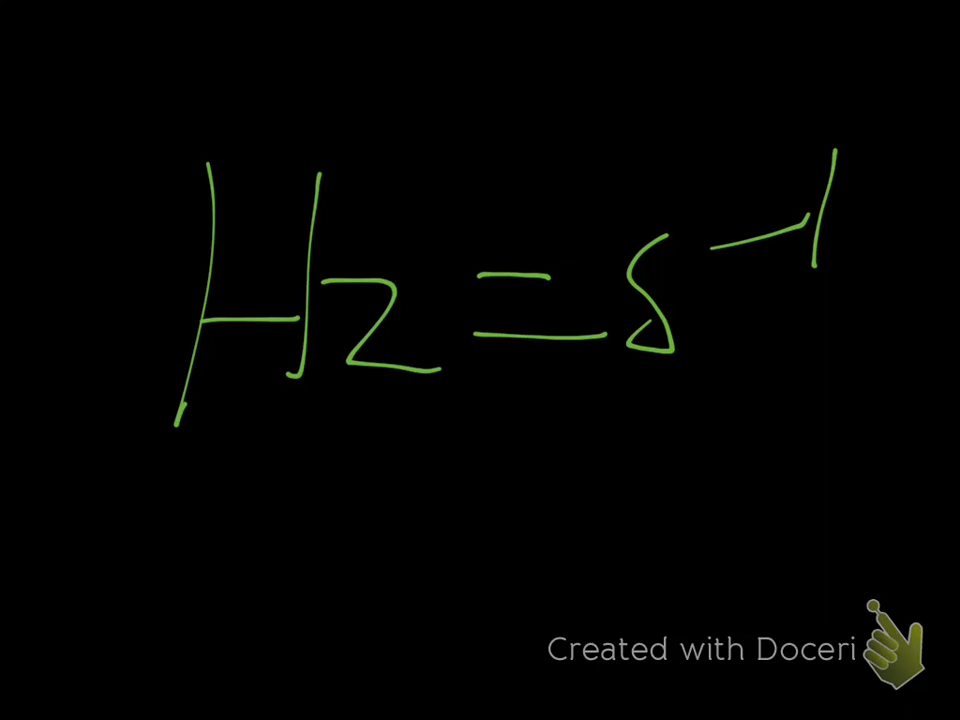 Hz = s⁻¹
Created with Doceri